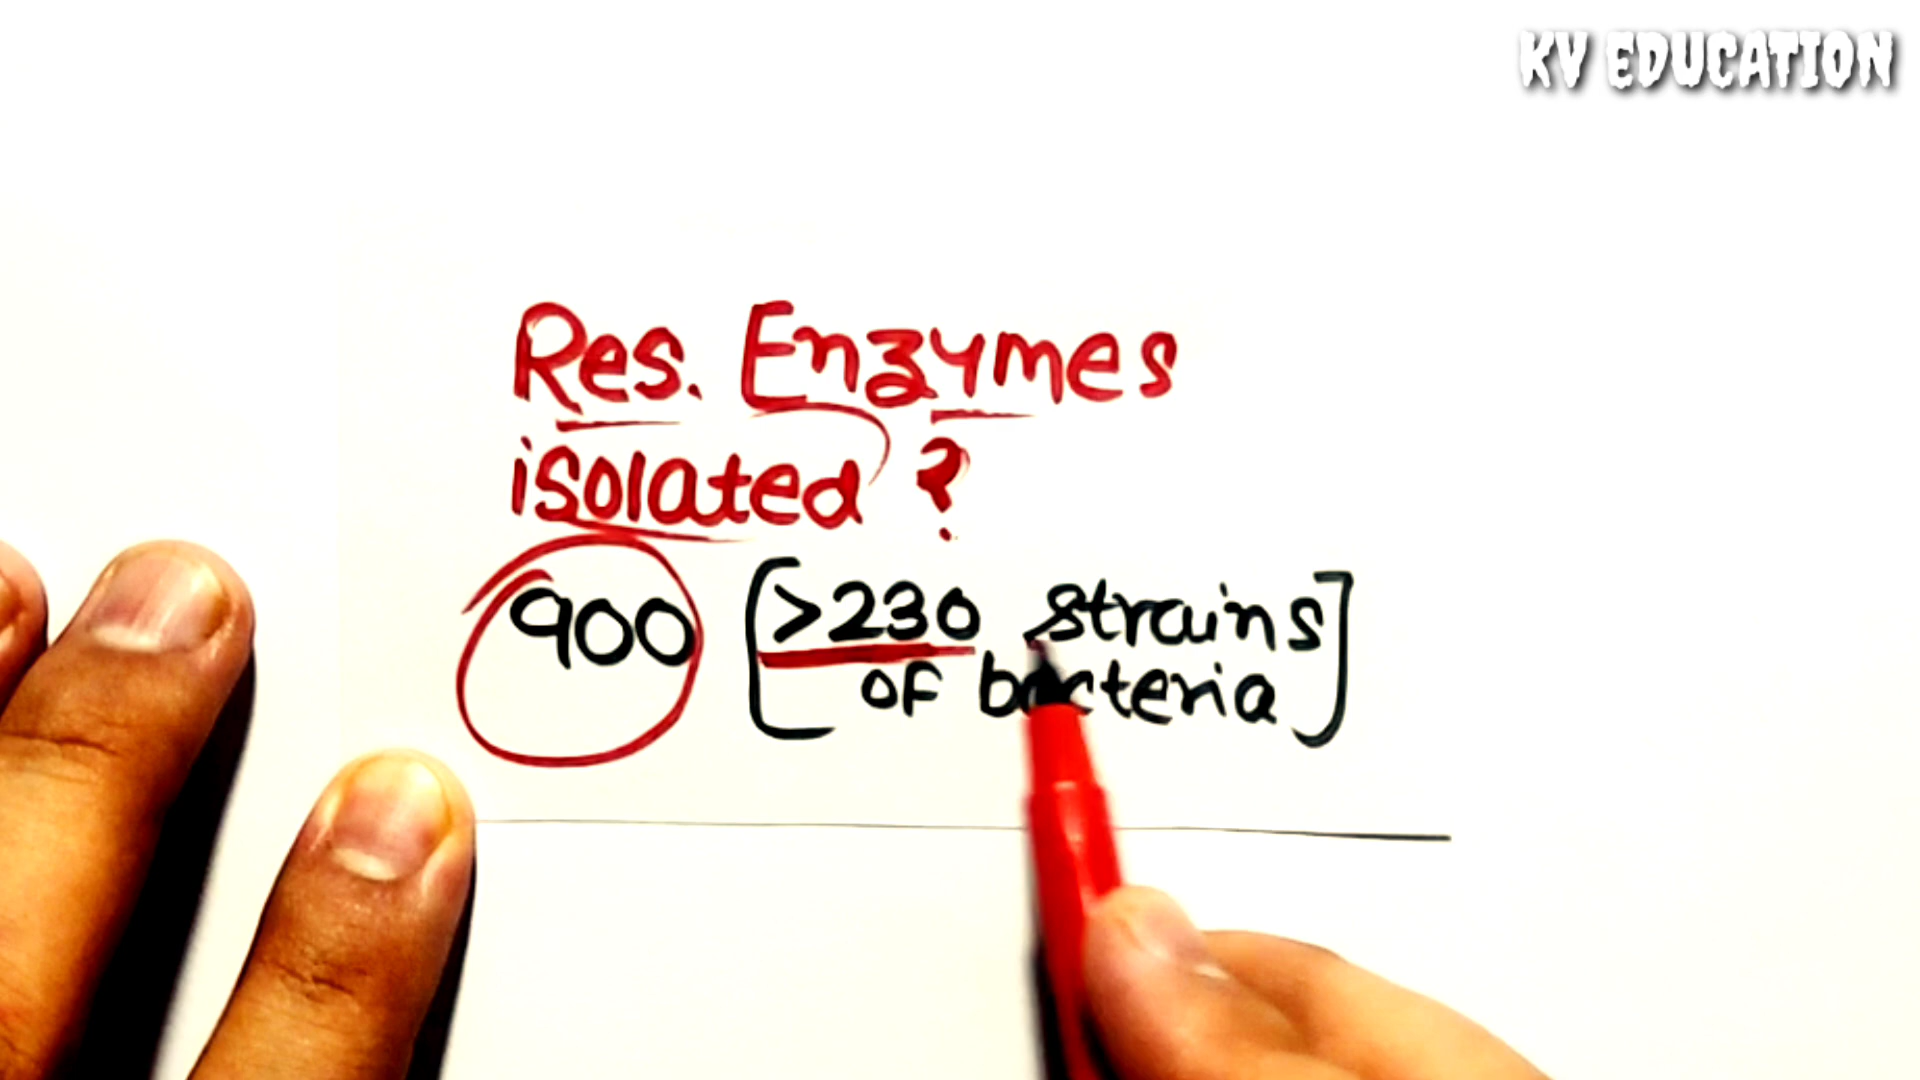 KV EDUCATION
Res. Enzymes
isolated ?
900 [>230 strains
of bacteria]